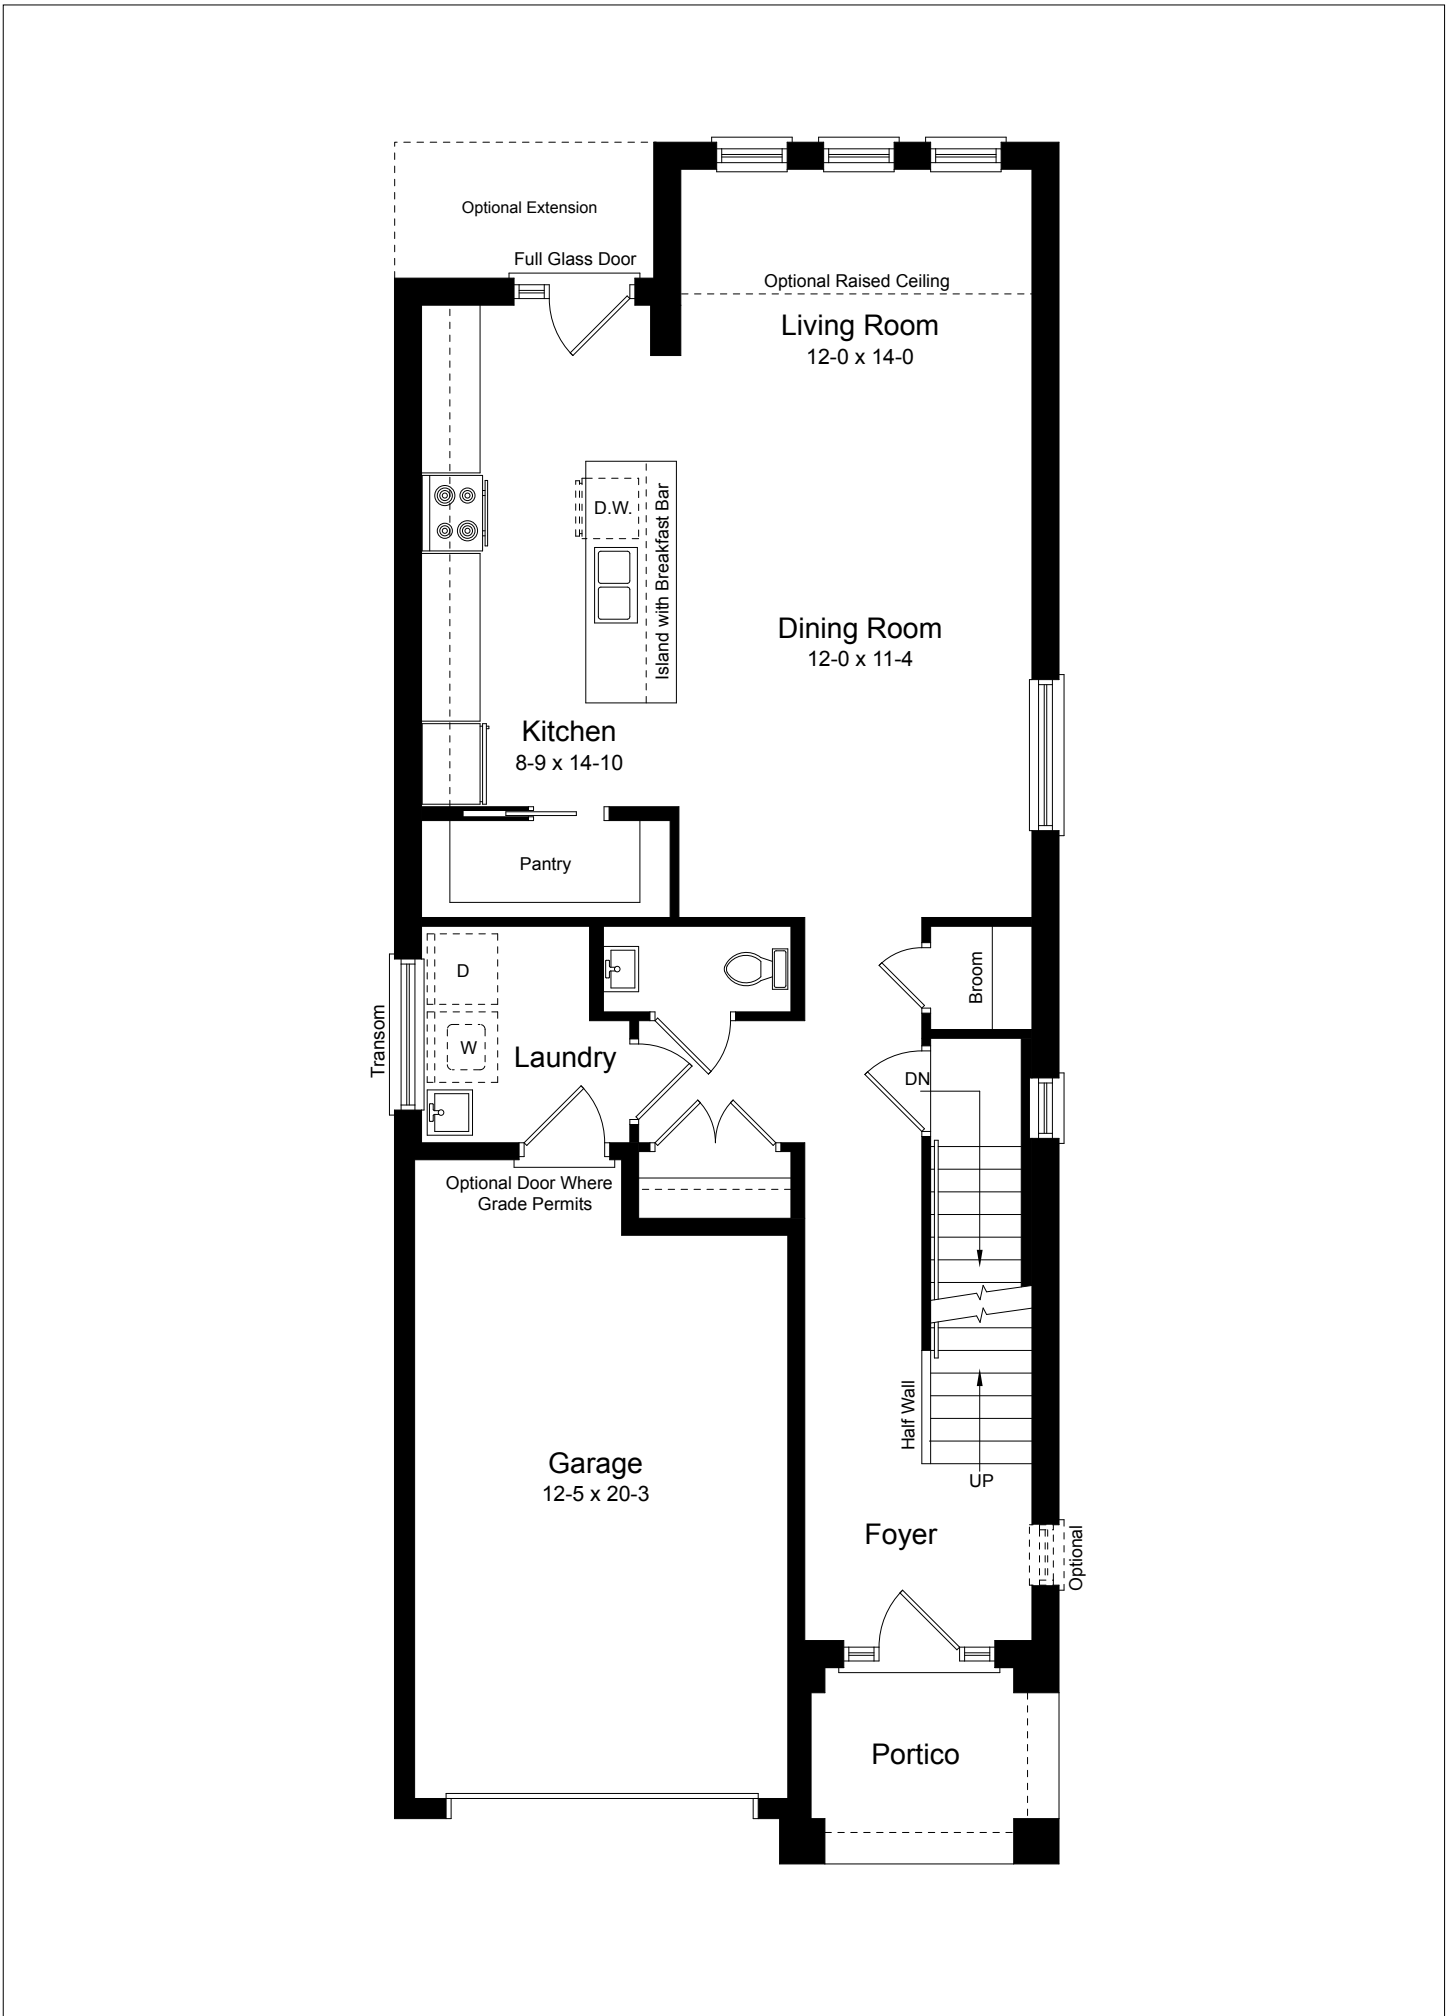 Optional Extension
Full Glass Door
Optional Raised Ceiling
Living Room
12-0 x 14-0
D.W.
Island with Breakfast Bar
Dining Room
12-0 x 11-4
Kitchen
8-9 x 14-10
Pantry
D
Broom
Transom
W
Laundry
DN
Optional Door Where
Grade Permits
Half Wall
Garage
12-5 x 20-3
UP
Foyer
Optional
Portico